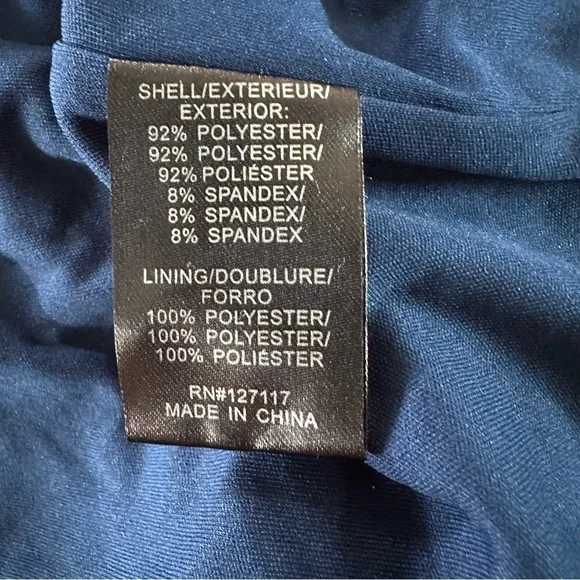 SHELL/EXTERIEUR/
EXTERIOR:
92% POLYESTER/
92% POLYESTER/
92% POLIÉSTER
8% SPANDEX/
8% SPANDEX/
8% SPANDEX
LINING/DOUBLURE/
FORRO
100% POLYESTER/
100% POLYESTER/
100% POLIÉSTER
RN#127117
MADE IN CHINA